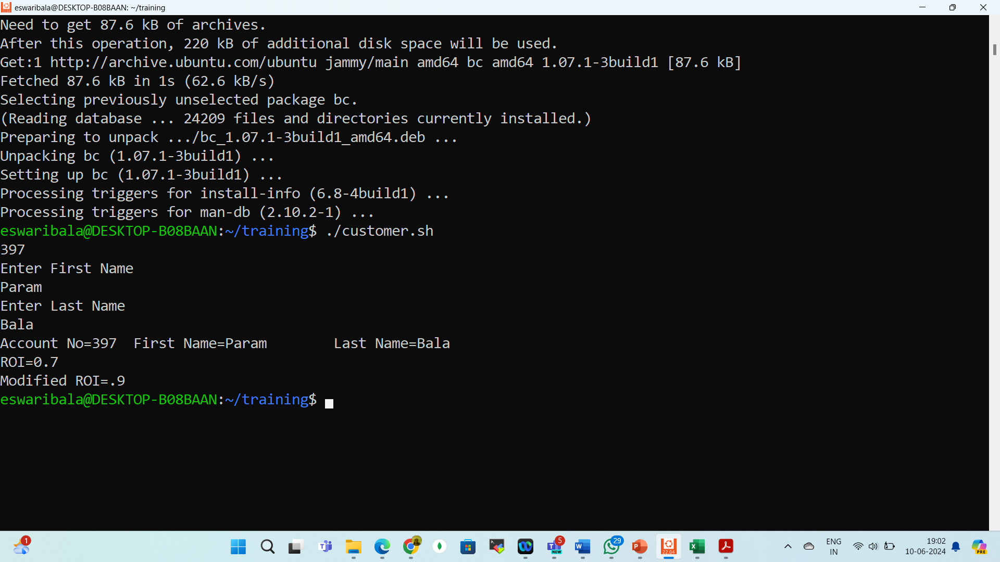 eswaribala@DESKTOP-B08BAAN: ~/training
Need to get 87.6 kB of archives.
After this operation, 220 kB of additional disk space will be used.
Get:1 http://archive.ubuntu.com/ubuntu jammy/main amd64 bc amd64 1.07.1-3build1 [87.6 kB]
Fetched 87.6 kB in 1s (62.6 kB/s)
Selecting previously unselected package bc.
(Reading database ... 24209 files and directories currently installed.)
Preparing to unpack .../bc_1.07.1-3build1_amd64.deb ...
Unpacking bc (1.07.1-3build1) ...
Setting up bc (1.07.1-3build1) ...
Processing triggers for install-info (6.8-4build1) ...
Processing triggers for man-db (2.10.2-1) ...
eswaribala@DESKTOP-B08BAAN:~/training$ ./customer.sh
397
Enter First Name
Param
Enter Last Name
Bala
Account No=397  First Name=Param        Last Name=Bala
ROI=0.7
Modified ROI=.9
eswaribala@DESKTOP-B08BAAN:~/training$
1
T
T
NEW
5
W
29
P
22.04
X
ENG
IN
19:02
10-06-2024
PRE